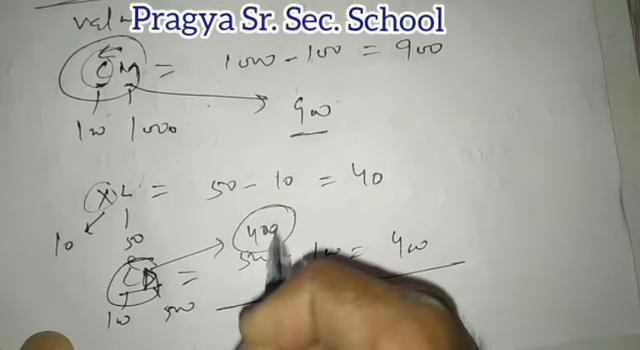 Pragya Sr. Sec. School
CM = 1000 - 100 = 900
900
100 1000
XL = 50 - 10 = 40
10 50
400
CD = 500 - 100 = 400
100 500